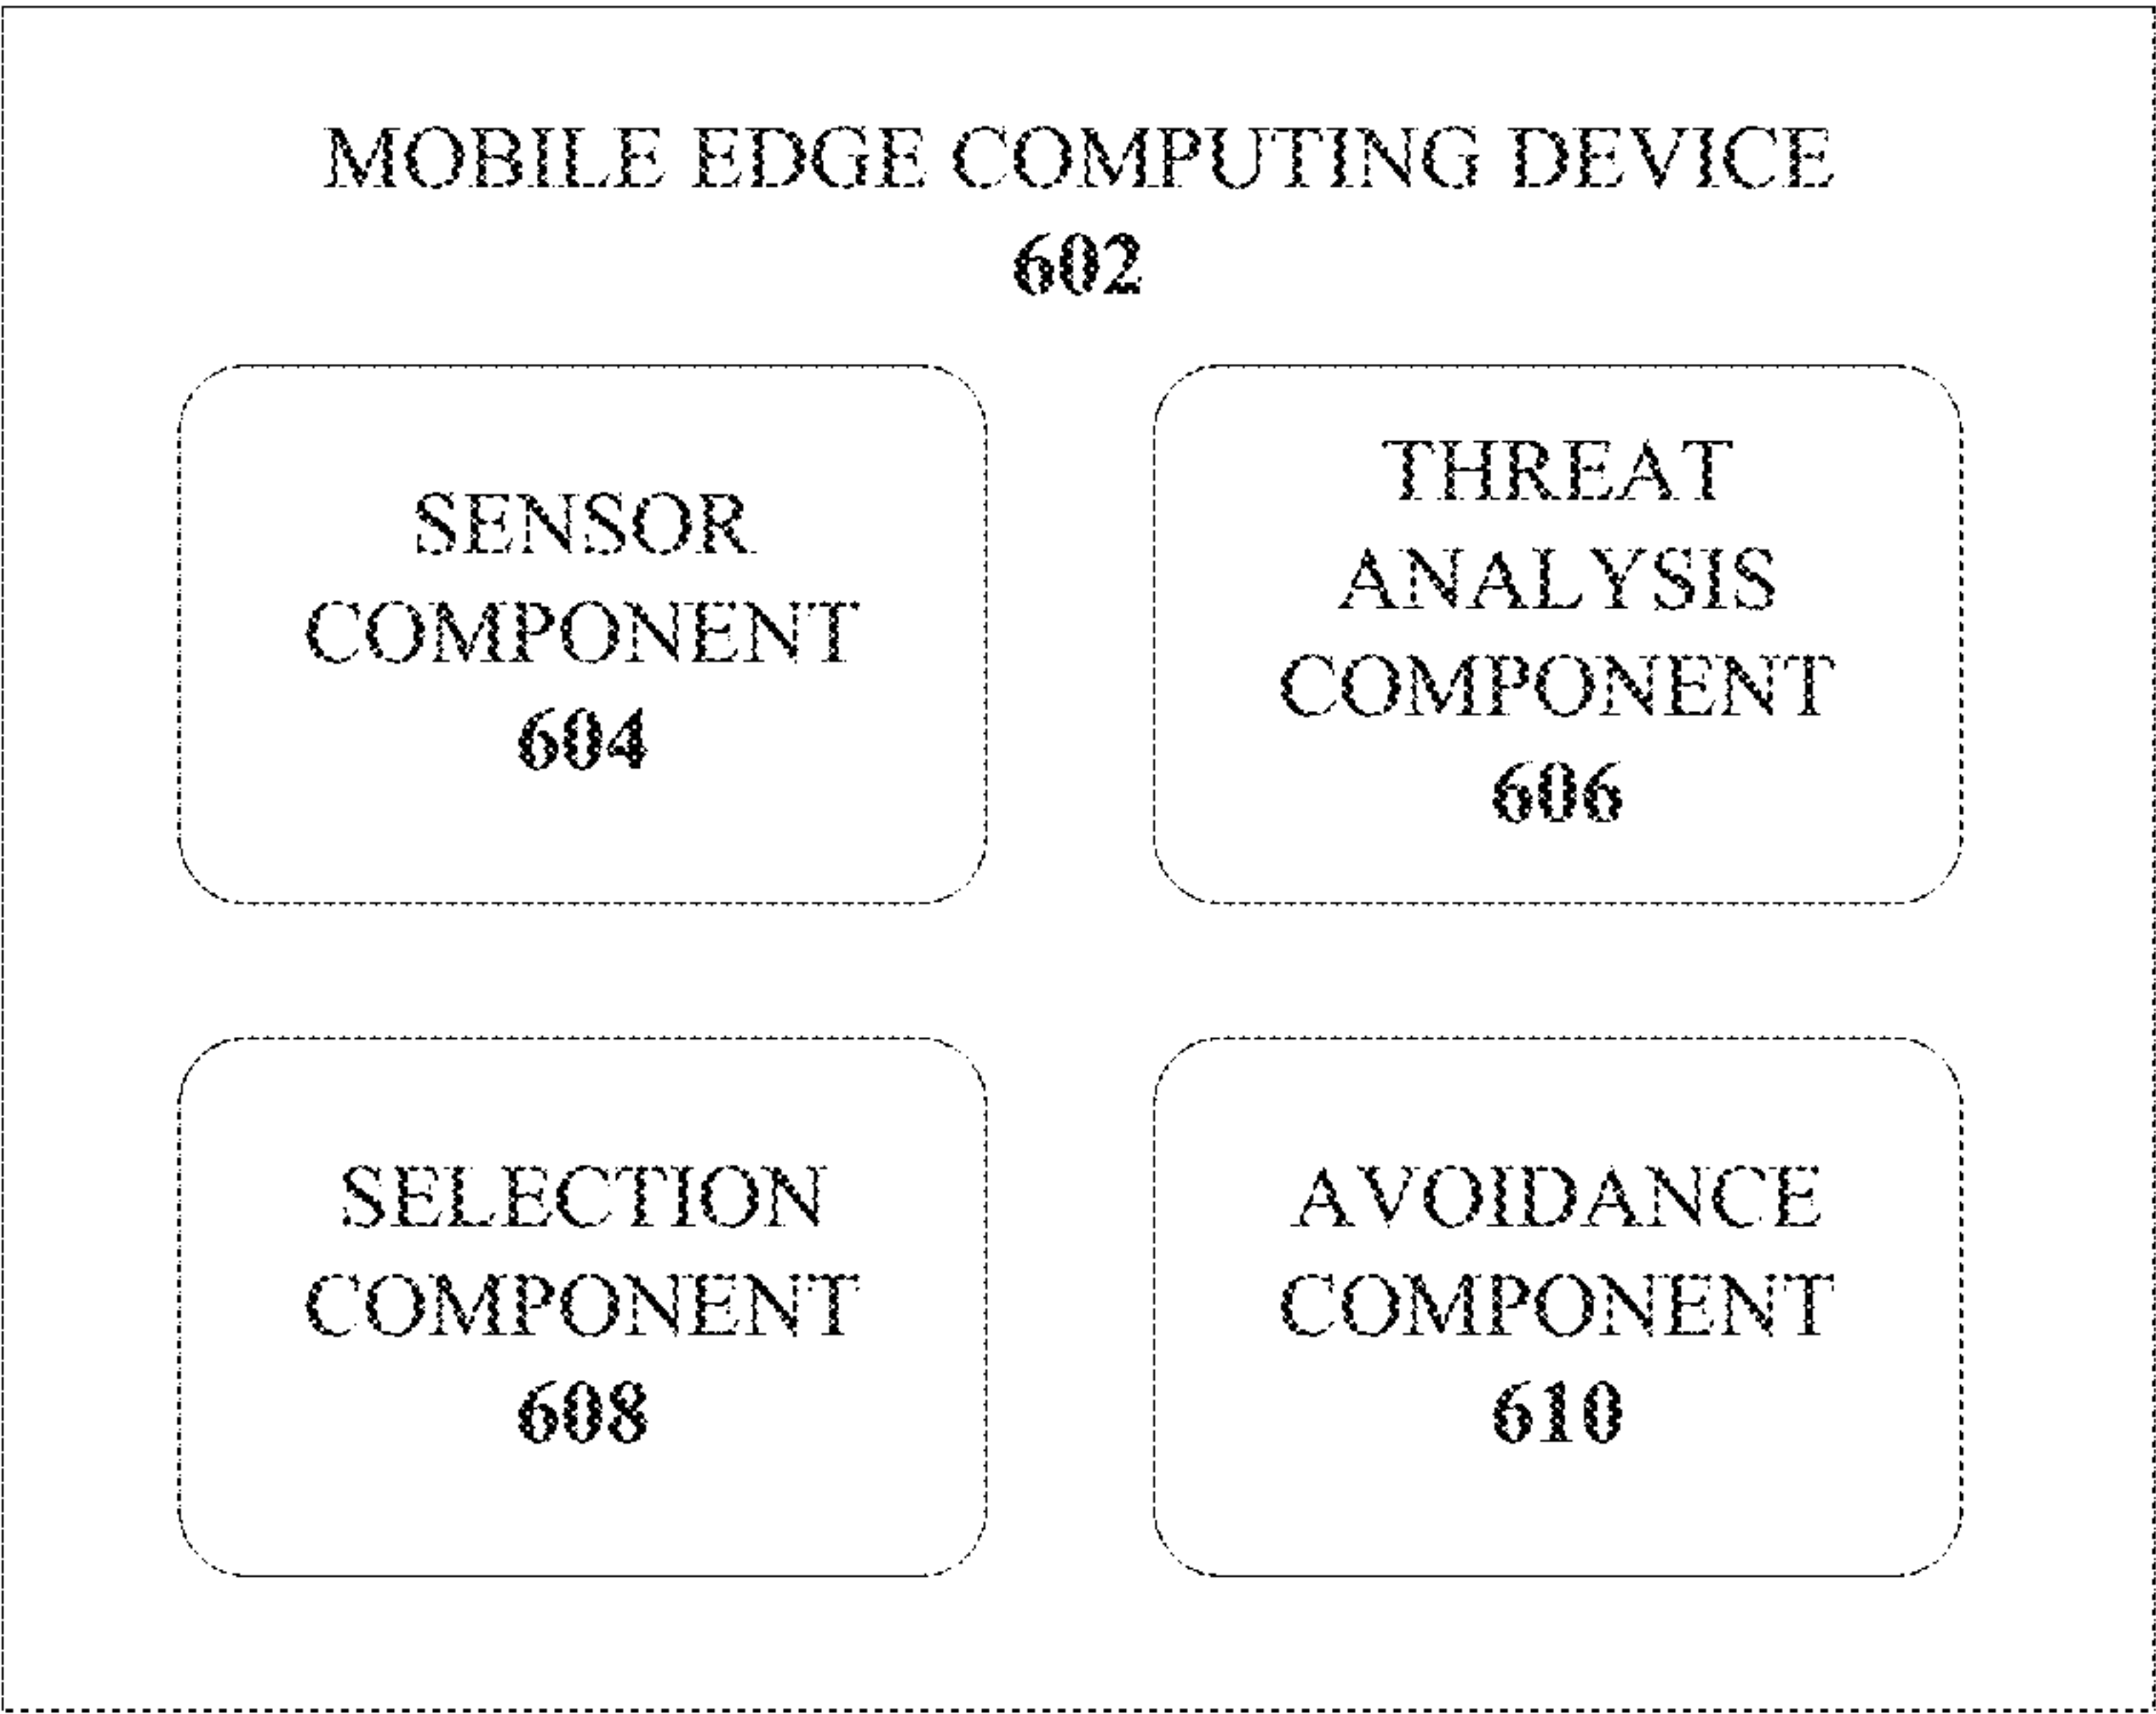 MOBILE EDGE COMPUTING DEVICE
602
SENSOR
COMPONENT
604
THREAT
ANALYSIS
COMPONENT
606
SELECTION
COMPONENT
608
AVOIDANCE
COMPONENT
610